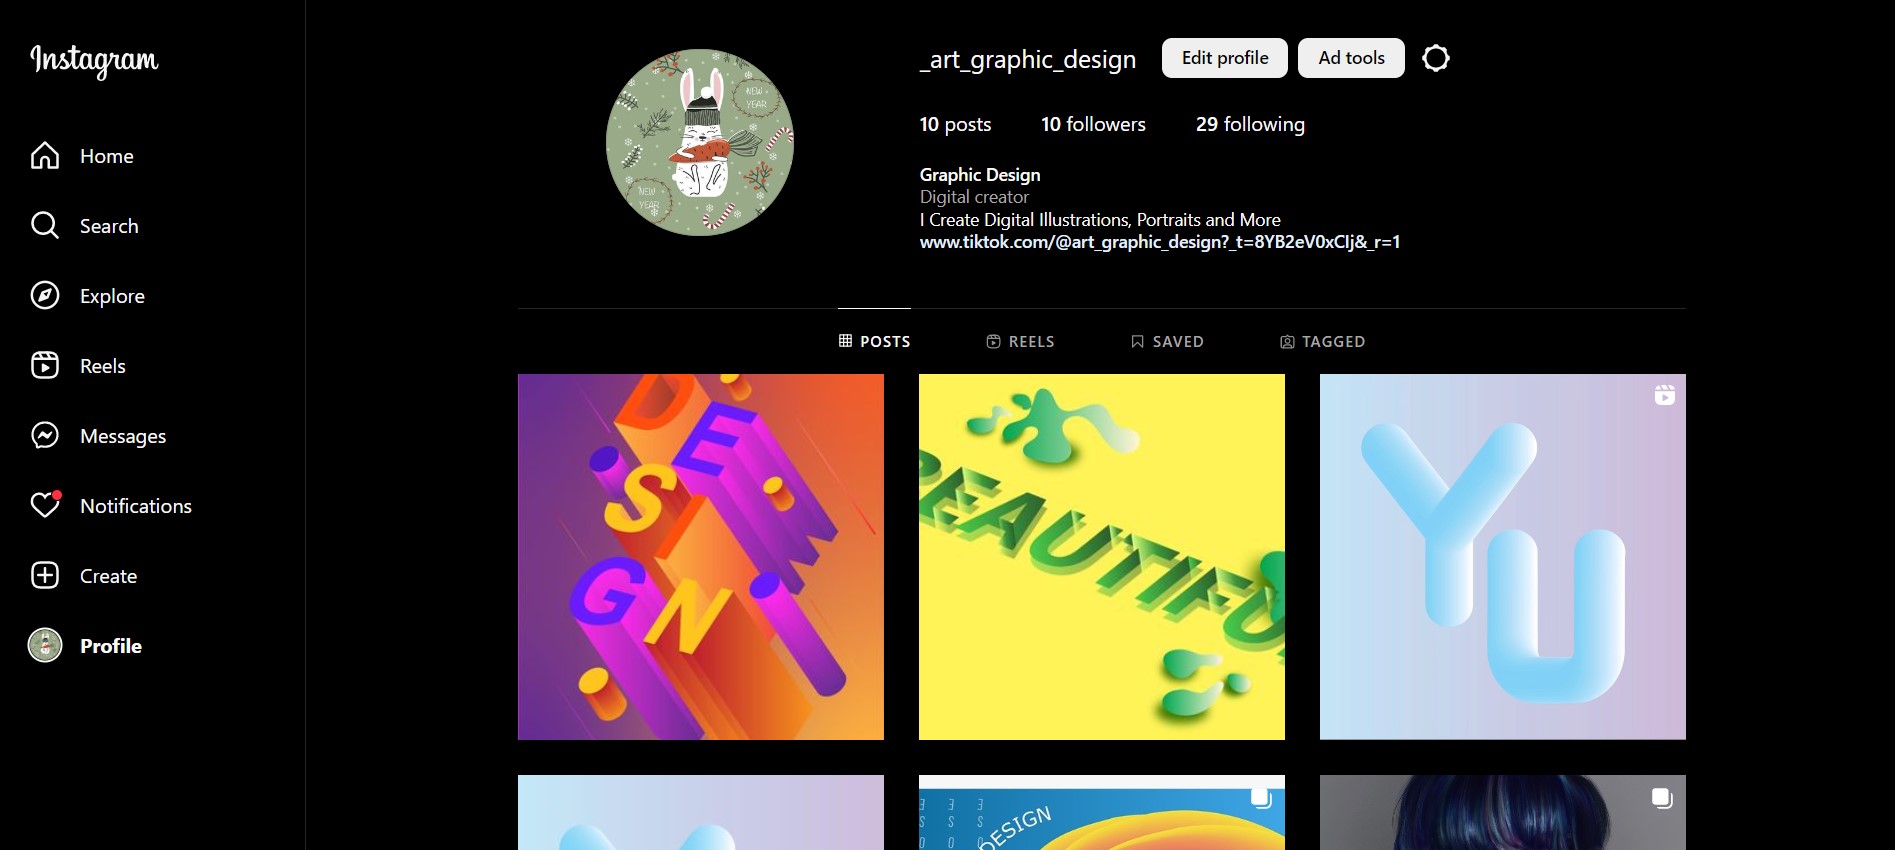 Instagram
Home
Search
Explore
Reels
Messages
Notifications
Create
Profile
_art_graphic_design
Edit profile
Ad tools
10 posts
10 followers
29 following
Graphic Design
Digital creator
I Create Digital Illustrations, Portraits and More
www.tiktok.com/@art_graphic_design?_t=8YB2eV0xClj&_r=1
NEW
YEAR
NEW
YEAR
POSTS
REELS
SAVED
TAGGED
DESIGN
BEAUTIFU
YU
DESIGN